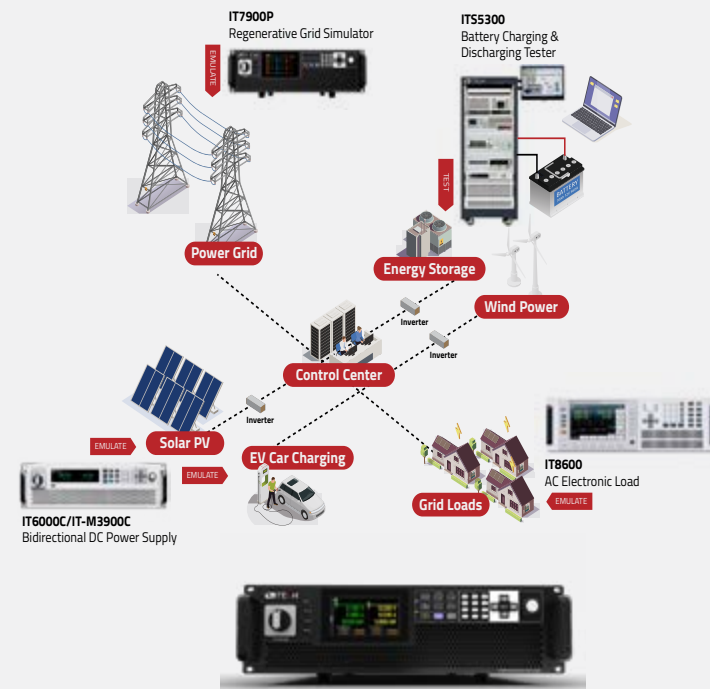 IT7900P
Regenerative Grid Simulator
EMULATE
ITS5300
Battery Charging &
Discharging Tester
TEST
BATTERY
Power Grid
Energy Storage
Wind Power
Inverter
Inverter
Control Center
Inverter
Solar PV
EMULATE
EMULATE
EV Car Charging
Grid Loads
IT8600
AC Electronic Load
EMULATE
IT6000C/IT-M3900C
Bidirectional DC Power Supply
ITECH